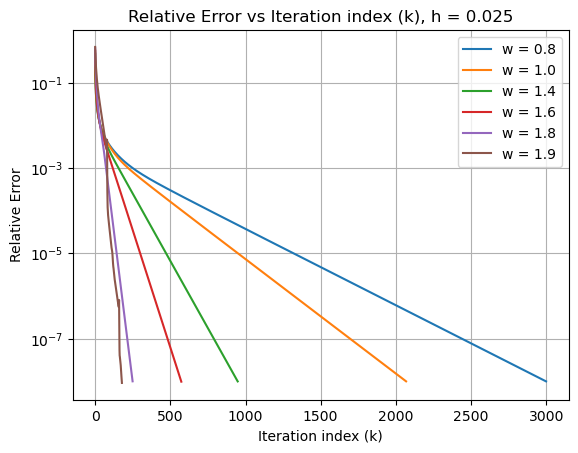 Relative Error vs Iteration index (k), h = 0.025
w = 0.8
w = 1.0
w = 1.4
w = 1.6
w = 1.8
w = 1.9
Relative Error
10⁻¹
10⁻³
10⁻⁵
10⁻⁷
0 500 1000 1500 2000 2500 3000
Iteration index (k)